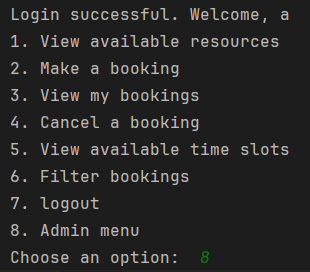 Login successful. Welcome, a
1. View available resources
2. Make a booking
3. View my bookings
4. Cancel a booking
5. View available time slots
6. Filter bookings
7. logout
8. Admin menu
Choose an option:  8